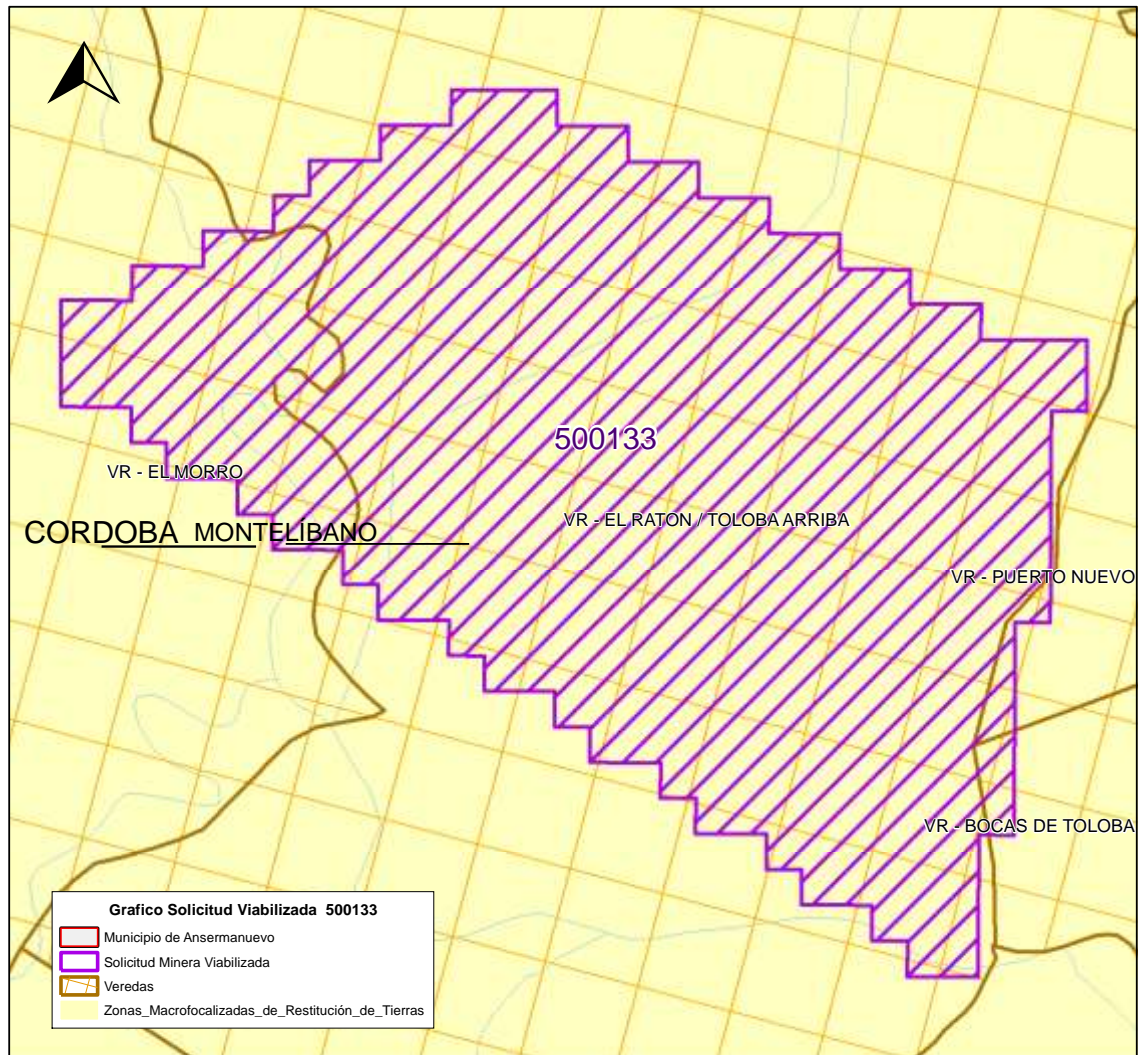 500133
VR - EL MORRO
VR - EL RATON / TOLOBA ARRIBA
CORDOBA MONTELÍBANO
VR - PUERTO NUEVO
VR - BOCAS DE TOLOBA
Grafico Solicitud Viabilizada 500133
Municipio de Ansermanuevo
Solicitud Minera Viabilizada
Veredas
Zonas_Macrofocalizadas_de_Restitución_de_Tierras